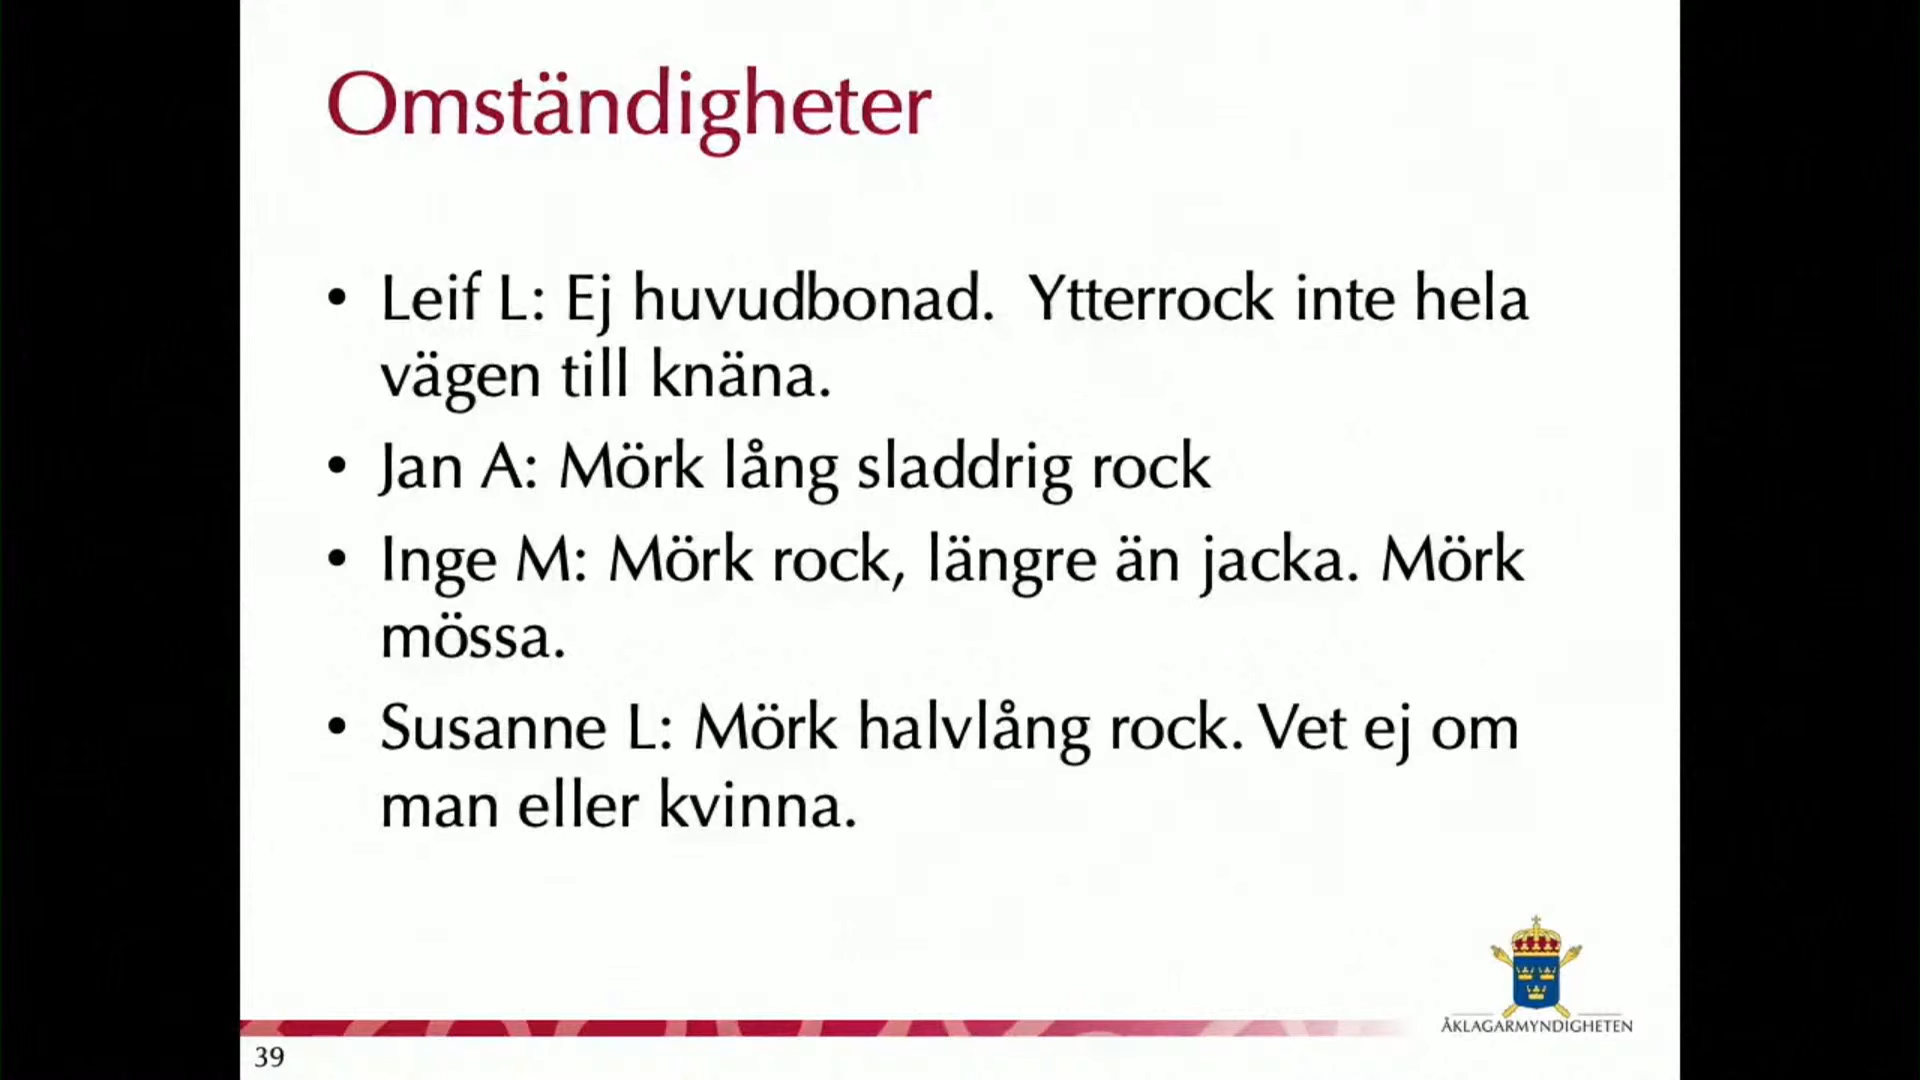 Omständigheter
• Leif L: Ej huvudbonad. Ytterrock inte hela
vägen till knäna.
• Jan A: Mörk lång sladdrig rock
• Inge M: Mörk rock, längre än jacka. Mörk
mössa.
• Susanne L: Mörk halvlång rock. Vet ej om
man eller kvinna.
ÅKLAGARMYNDIGHETEN
39